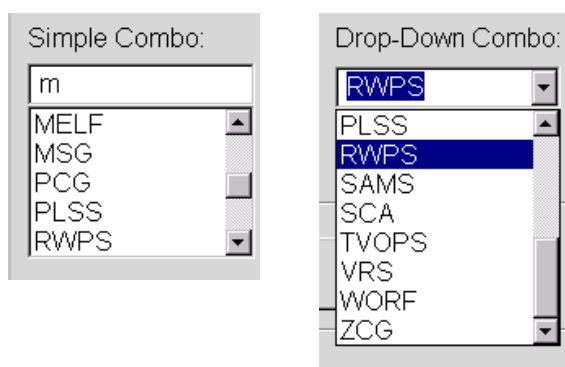 Simple Combo:
m
MELF
MSG
PCG
PLSS
RWPS
Drop-Down Combo:
RWPS
PLSS
RWPS
SAMS
SCA
TVOPS
VRS
WORF
ZCG